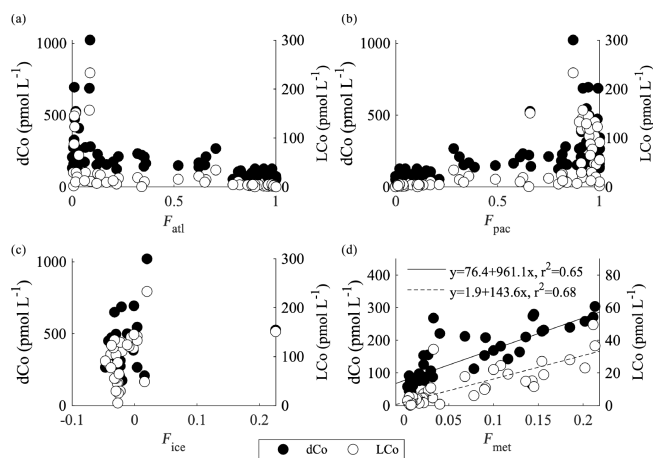 (a)
1000
500
0
0
0.5
1
300
200
100
0
dCo (pmol L⁻¹)
LCo (pmol L⁻¹)
F_atl
(b)
1000
500
0
0
0.5
1
300
200
100
0
dCo (pmol L⁻¹)
LCo (pmol L⁻¹)
F_pac
(c)
1000
500
0
-0.1
0
0.1
0.2
300
200
100
0
dCo (pmol L⁻¹)
LCo (pmol L⁻¹)
F_ice
(d)
y=76.4+961.1x, r²=0.65
y=1.9+143.6x, r²=0.68
400
300
200
100
0
0
0.05
0.1
0.15
0.2
80
60
40
20
0
dCo (pmol L⁻¹)
LCo (pmol L⁻¹)
F_met
dCo LCo